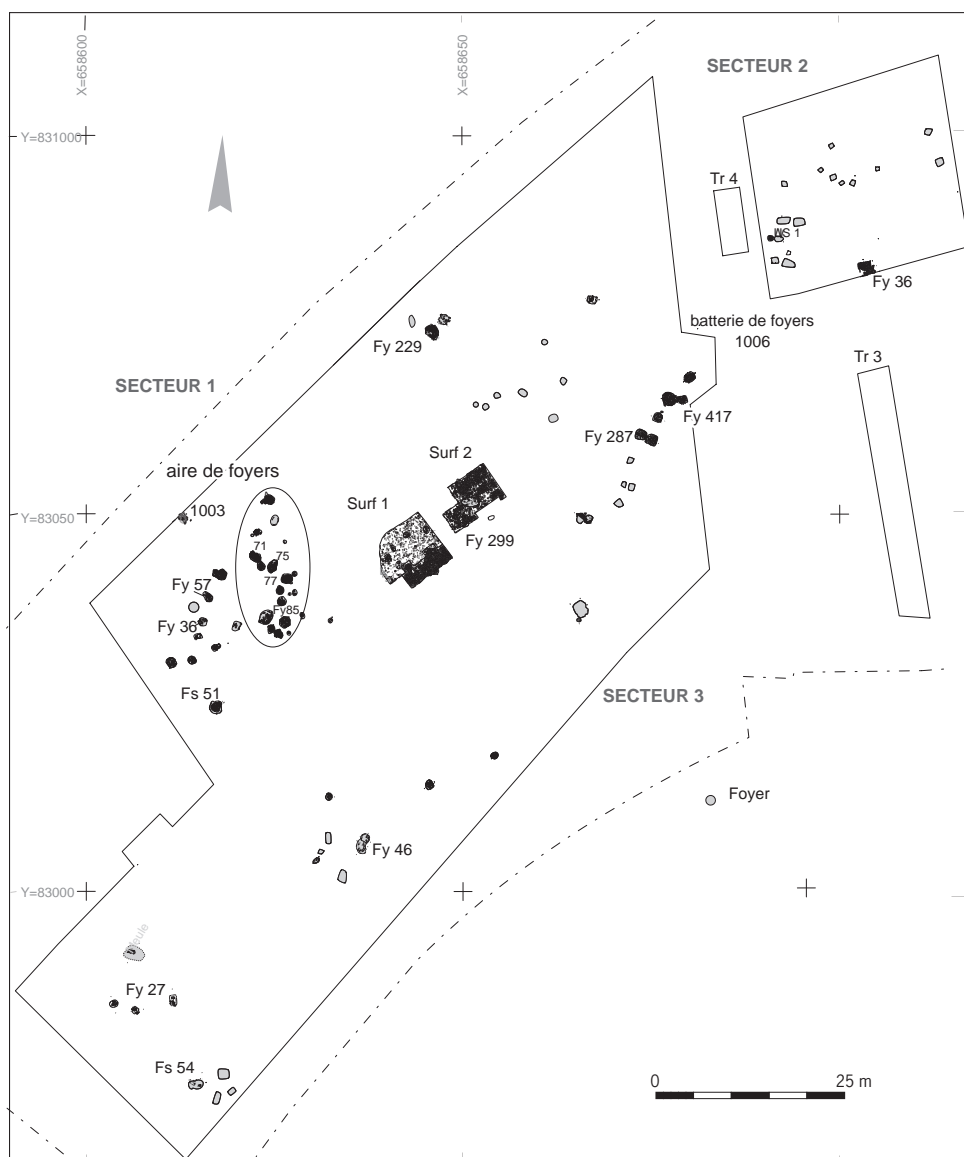 X=658600
X=658650
SECTEUR 2
Y=831000
Tr 4
Fy 36
batterie de foyers
1006
Fy 229
Tr 3
SECTEUR 1
Fy 417
Fy 287
Surf 2
aire de foyers
Surf 1
1003
Y=83050
Fy 299
71
75
Fy 57
77
Fy85
Fy 36
Fs 51
SECTEUR 3
Foyer
Fy 46
Y=83000
Fy 27
Fs 54
0 25 m